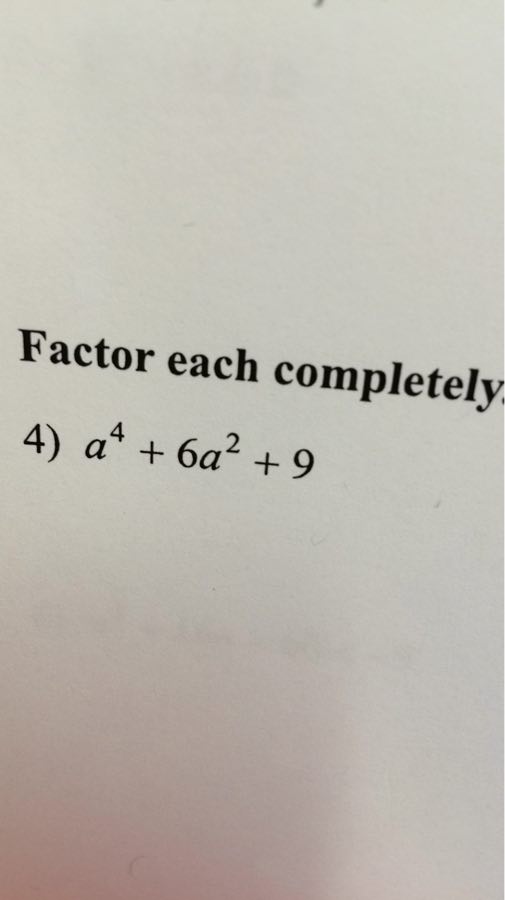 Factor each completely.
4) a⁴ + 6a² + 9